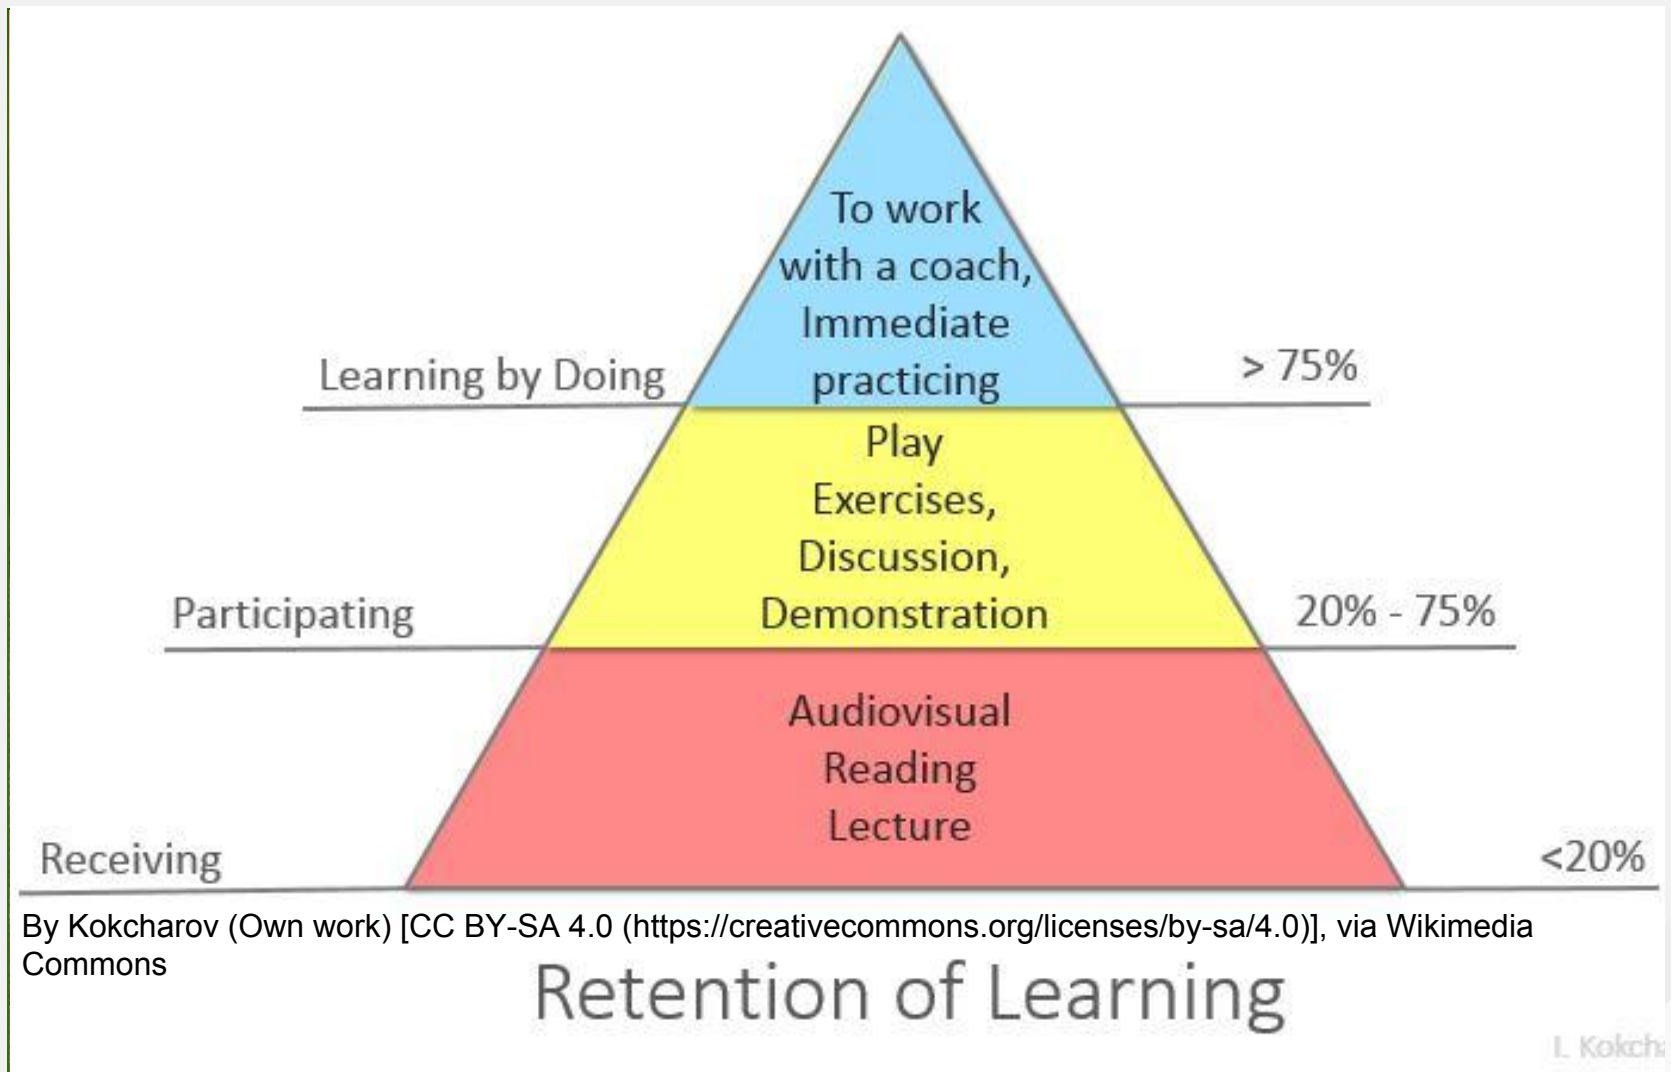 To work
with a coach,
Immediate
practicing
Learning by Doing
> 75%
Play
Exercises,
Discussion,
Demonstration
Participating
20% - 75%
Audiovisual
Reading
Lecture
Receiving
<20%
By Kokcharov (Own work) [CC BY-SA 4.0 (https://creativecommons.org/licenses/by-sa/4.0)], via Wikimedia
Commons
Retention of Learning
I. Kokcha